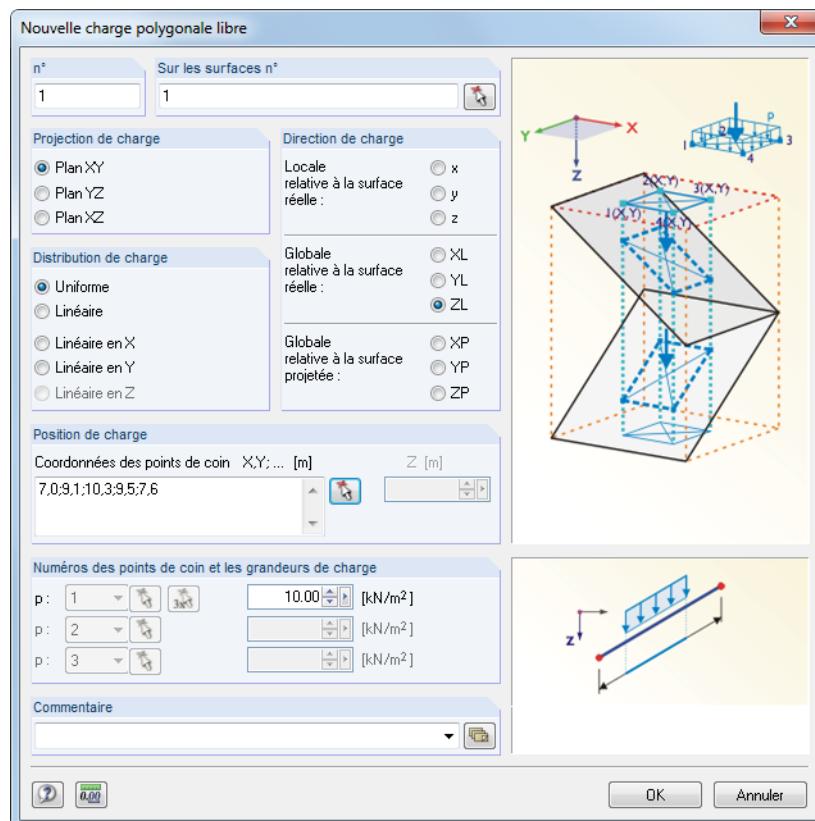 Nouvelle charge polygonale libre
n°
1
Sur les surfaces n°
1
Projection de charge
Plan XY
Plan YZ
Plan XZ
Direction de charge
Locale
relative à la surface
réelle :
x
y
z
Globale
relative à la surface
réelle :
XL
YL
ZL
Globale
relative à la surface
projetée :
XP
YP
ZP
Distribution de charge
Uniforme
Linéaire
Linéaire en X
Linéaire en Y
Linéaire en Z
Position de charge
Coordonnées des points de coin X,Y; ... [m]
Z [m]
7,0;9,1;10,3;9,5;7,6
Numéros des points de coin et les grandeurs de charge
p : 1 3x 10.00 [kN/m²]
p : 2 [kN/m²]
p : 3 [kN/m²]
Commentaire
0.00
OK
Annuler
Y X
Z
p
1 2 3
4
2(X,Y)
3(X,Y)
1(X,Y)
4(X,Y)
z